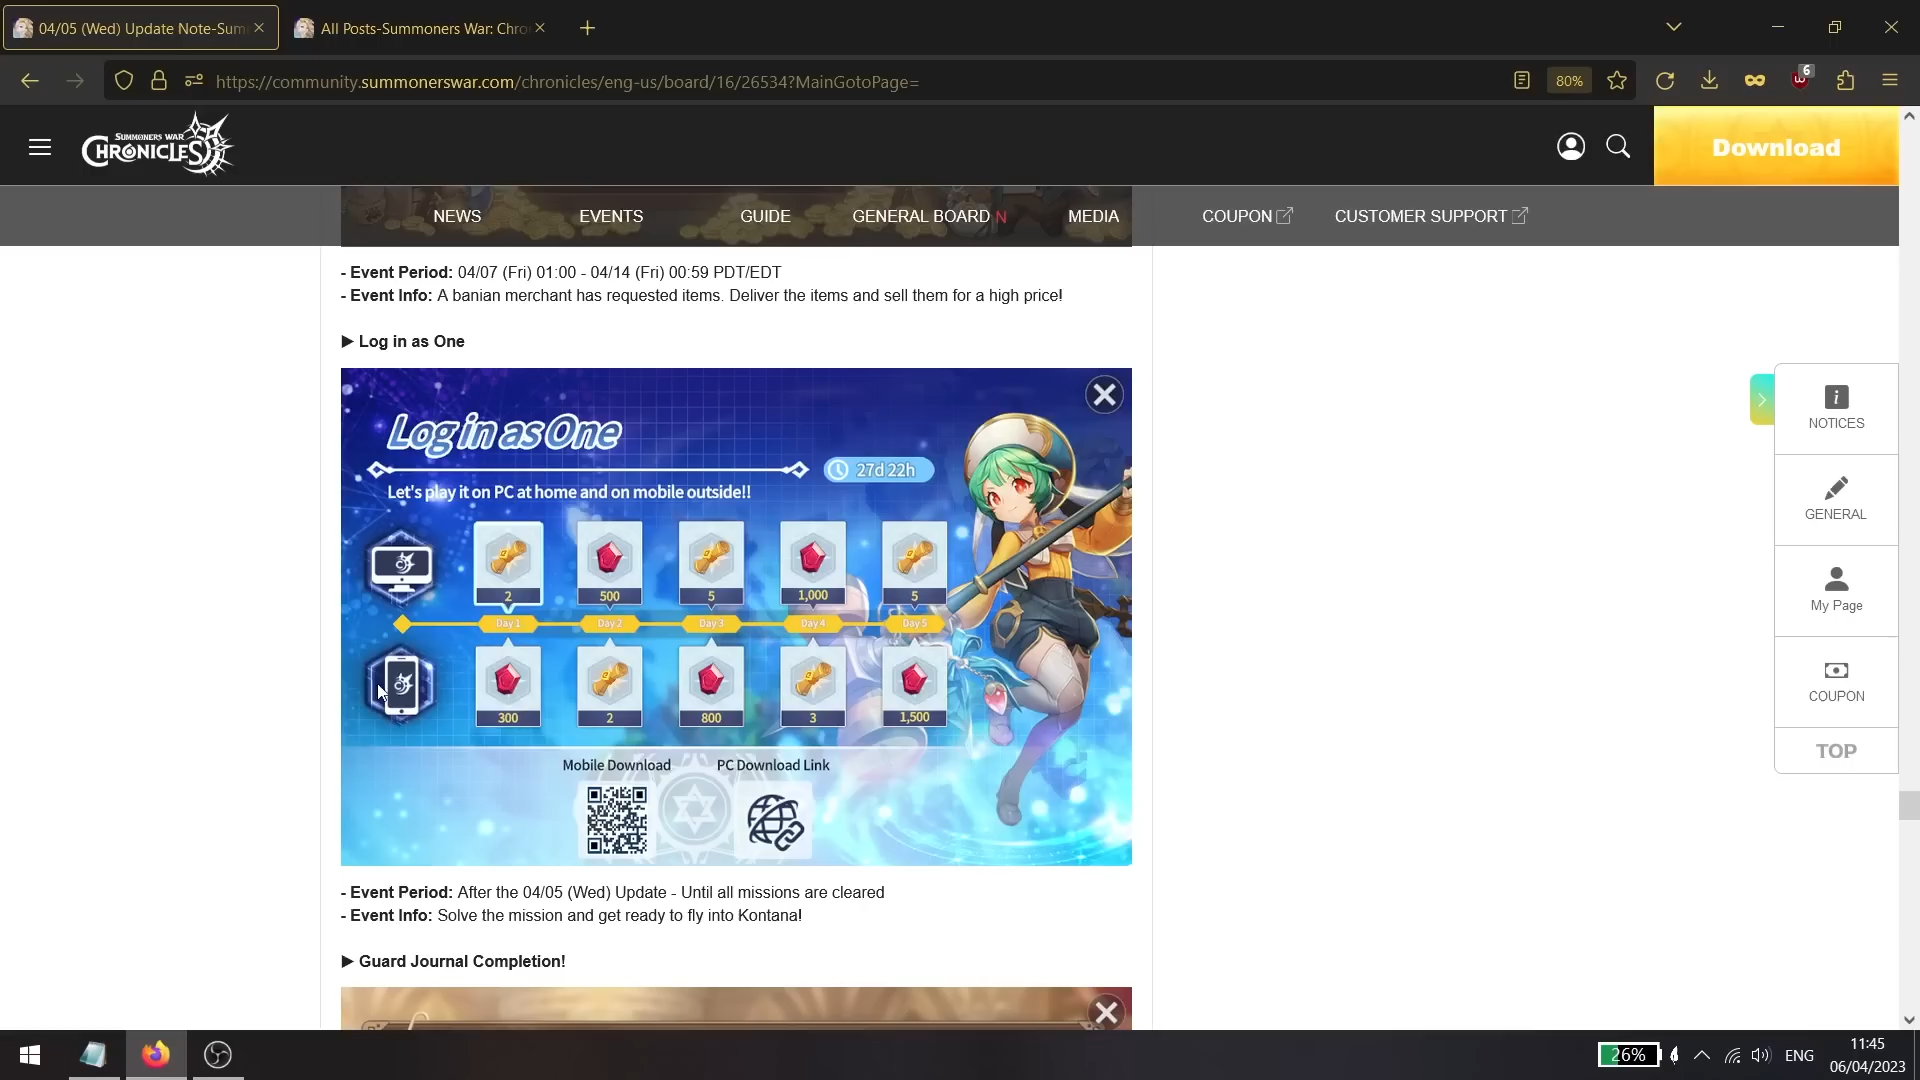 04/05 (Wed) Update Note-Sum
All Posts-Summoners War: Chro
https://community.summonerswar.com/chronicles/eng-us/board/16/26534?MainGotoPage=
80%
6
SUMMONERS WAR
CHRONICLES
Download
NEWS
EVENTS
GUIDE
GENERAL BOARD N
MEDIA
COUPON
CUSTOMER SUPPORT
- Event Period: 04/07 (Fri) 01:00 - 04/14 (Fri) 00:59 PDT/EDT
- Event Info: A banian merchant has requested items. Deliver the items and sell them for a high price!
▶ Log in as One
Log in as One
27d 22h
Let's play it on PC at home and on mobile outside!!
2
500
5
1,000
5
Day 1
Day 2
Day 3
Day 4
Day 5
300
2
800
3
1,500
Mobile Download
PC Download Link
- Event Period: After the 04/05 (Wed) Update - Until all missions are cleared
- Event Info: Solve the mission and get ready to fly into Kontana!
▶ Guard Journal Completion!
NOTICES
GENERAL
My Page
COUPON
TOP
26%
ENG
11:45
06/04/2023